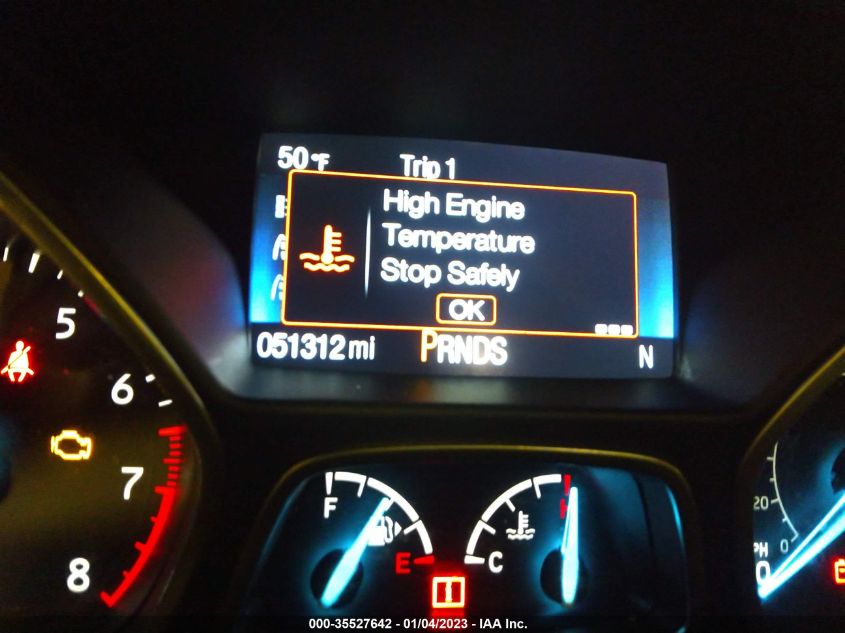 50°F Trip 1
High Engine
Temperature
Stop Safely
OK
051312 mi PRNDS N
5
6
7
8
F
E
H
C
20
0
PH
000-35527642 - 01/04/2023 - IAA Inc.